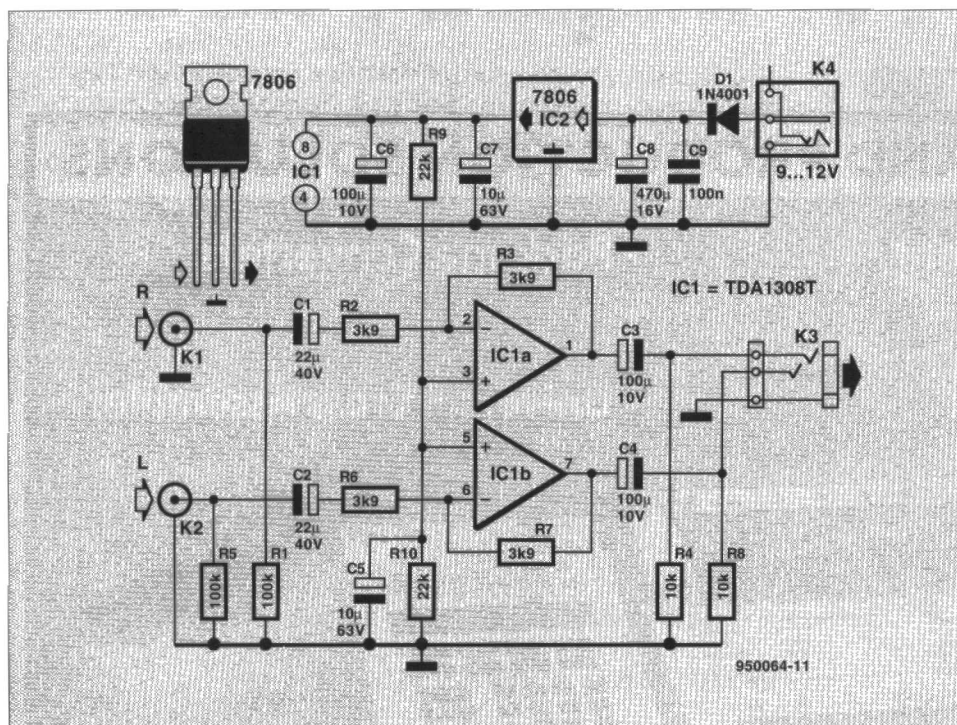 7806
K4
D1
1N4001
7806
IC2
R9
22k
8
IC1
4
C6
100µ
10V
C7
10µ
63V
C8
470µ
16V
C9
100n
9...12V
R3
3k9
IC1 = TDA1308T
R
K1
C1
22µ
40V
R2
3k9
2
−
IC1a
1
3
+
C3
100µ
10V
K3
L
K2
C2
22µ
40V
R6
3k9
5
+
IC1b
7
6
−
C4
100µ
10V
R7
3k9
R5
100k
R1
100k
C5
10µ
63V
R10
22k
R4
10k
R8
10k
950064-11